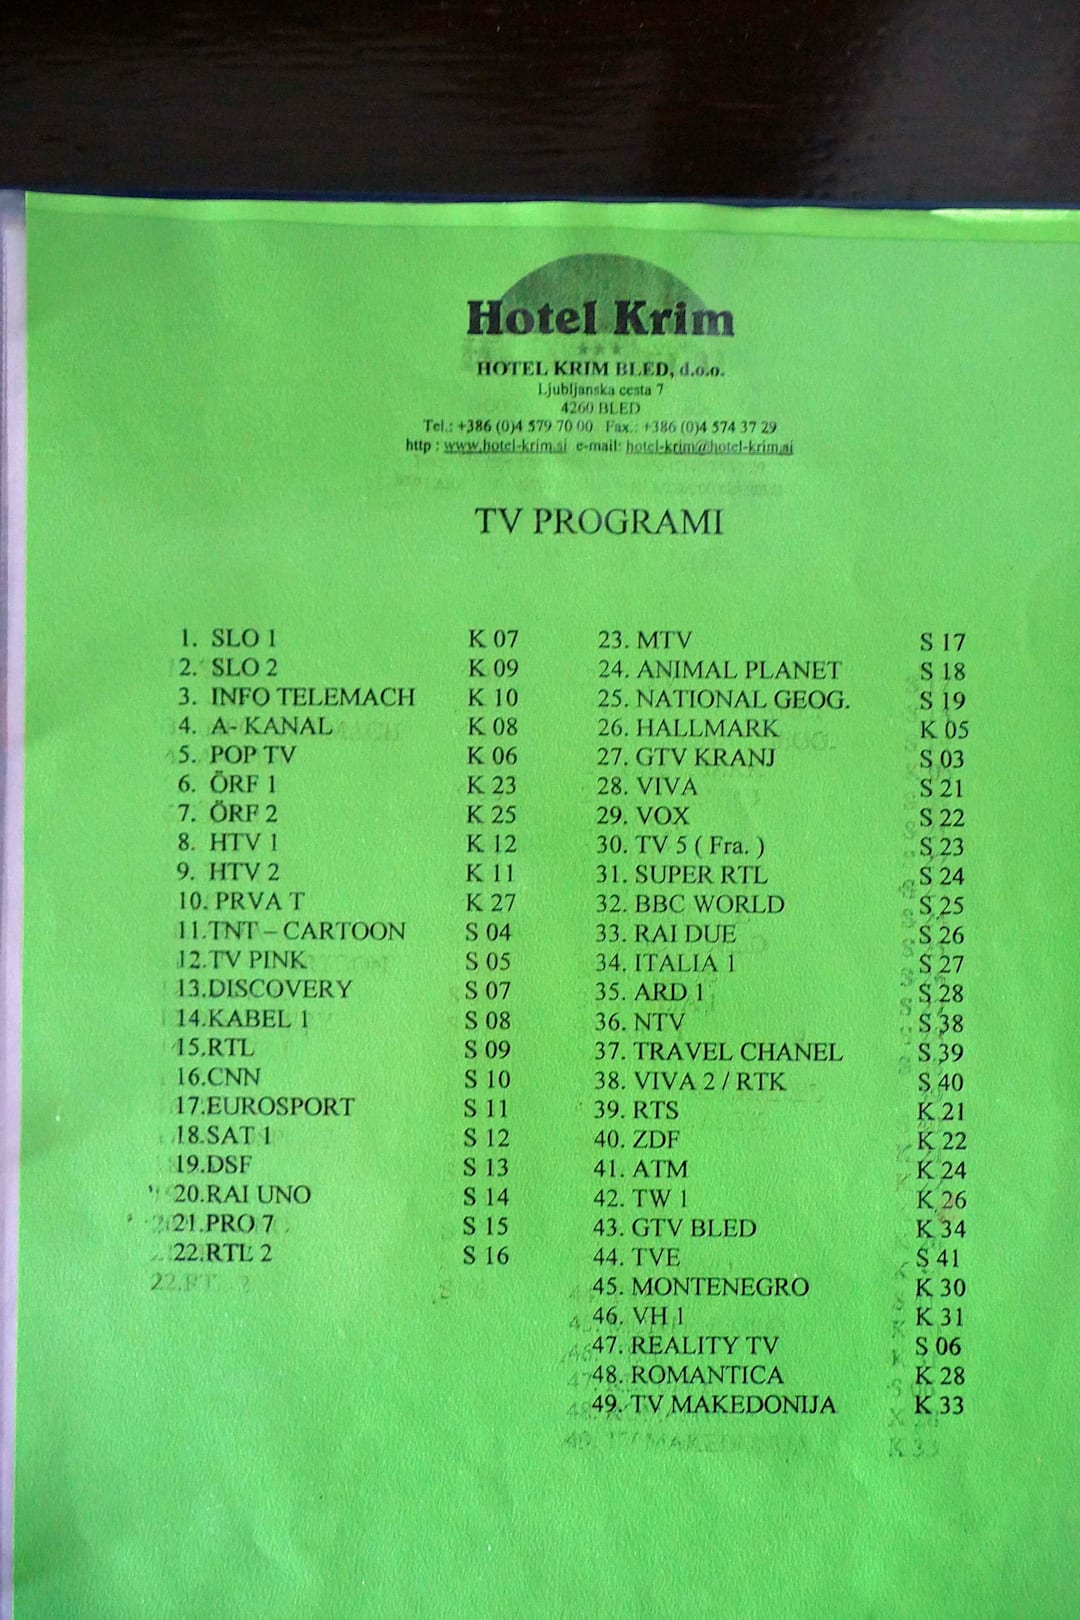 Hotel Krim
***
HOTEL KRIM BLED, d.o.o.
Ljubljanska cesta 7
4260 BLED
Tel.: +386 (0)4 579 70 00 Fax.: +386 (0)4 574 37 29
http : www.hotel-krim.si e-mail: hotel-krim@hotel-krim.si
TV PROGRAMI
1. SLO 1 K 07
2. SLO 2 K 09
3. INFO TELEMACH K 10
4. A- KANAL K 08
5. POP TV K 06
6. ÖRF 1 K 23
7. ÖRF 2 K 25
8. HTV 1 K 12
9. HTV 2 K 11
10. PRVA T K 27
11.TNT – CARTOON S 04
12.TV PINK S 05
13.DISCOVERY S 07
14.KABEL 1 S 08
15.RTL S 09
16.CNN S 10
17.EUROSPORT S 11
18.SAT 1 S 12
19.DSF S 13
20.RAI UNO S 14
21.PRO 7 S 15
22.RTL 2 S 16
23. MTV S 17
24. ANIMAL PLANET S 18
25. NATIONAL GEOG. S 19
26. HALLMARK K 05
27. GTV KRANJ S 03
28. VIVA S 21
29. VOX S 22
30. TV 5 ( Fra. ) S 23
31. SUPER RTL S 24
32. BBC WORLD S 25
33. RAI DUE S 26
34. ITALIA 1 S 27
35. ARD 1 S 28
36. NTV S 38
37. TRAVEL CHANEL S 39
38. VIVA 2 / RTK S 40
39. RTS K 21
40. ZDF K 22
41. ATM K 24
42. TW 1 K 26
43. GTV BLED K 34
44. TVE S 41
45. MONTENEGRO K 30
46. VH 1 K 31
47. REALITY TV S 06
48. ROMANTICA K 28
49. TV MAKEDONIJA K 33